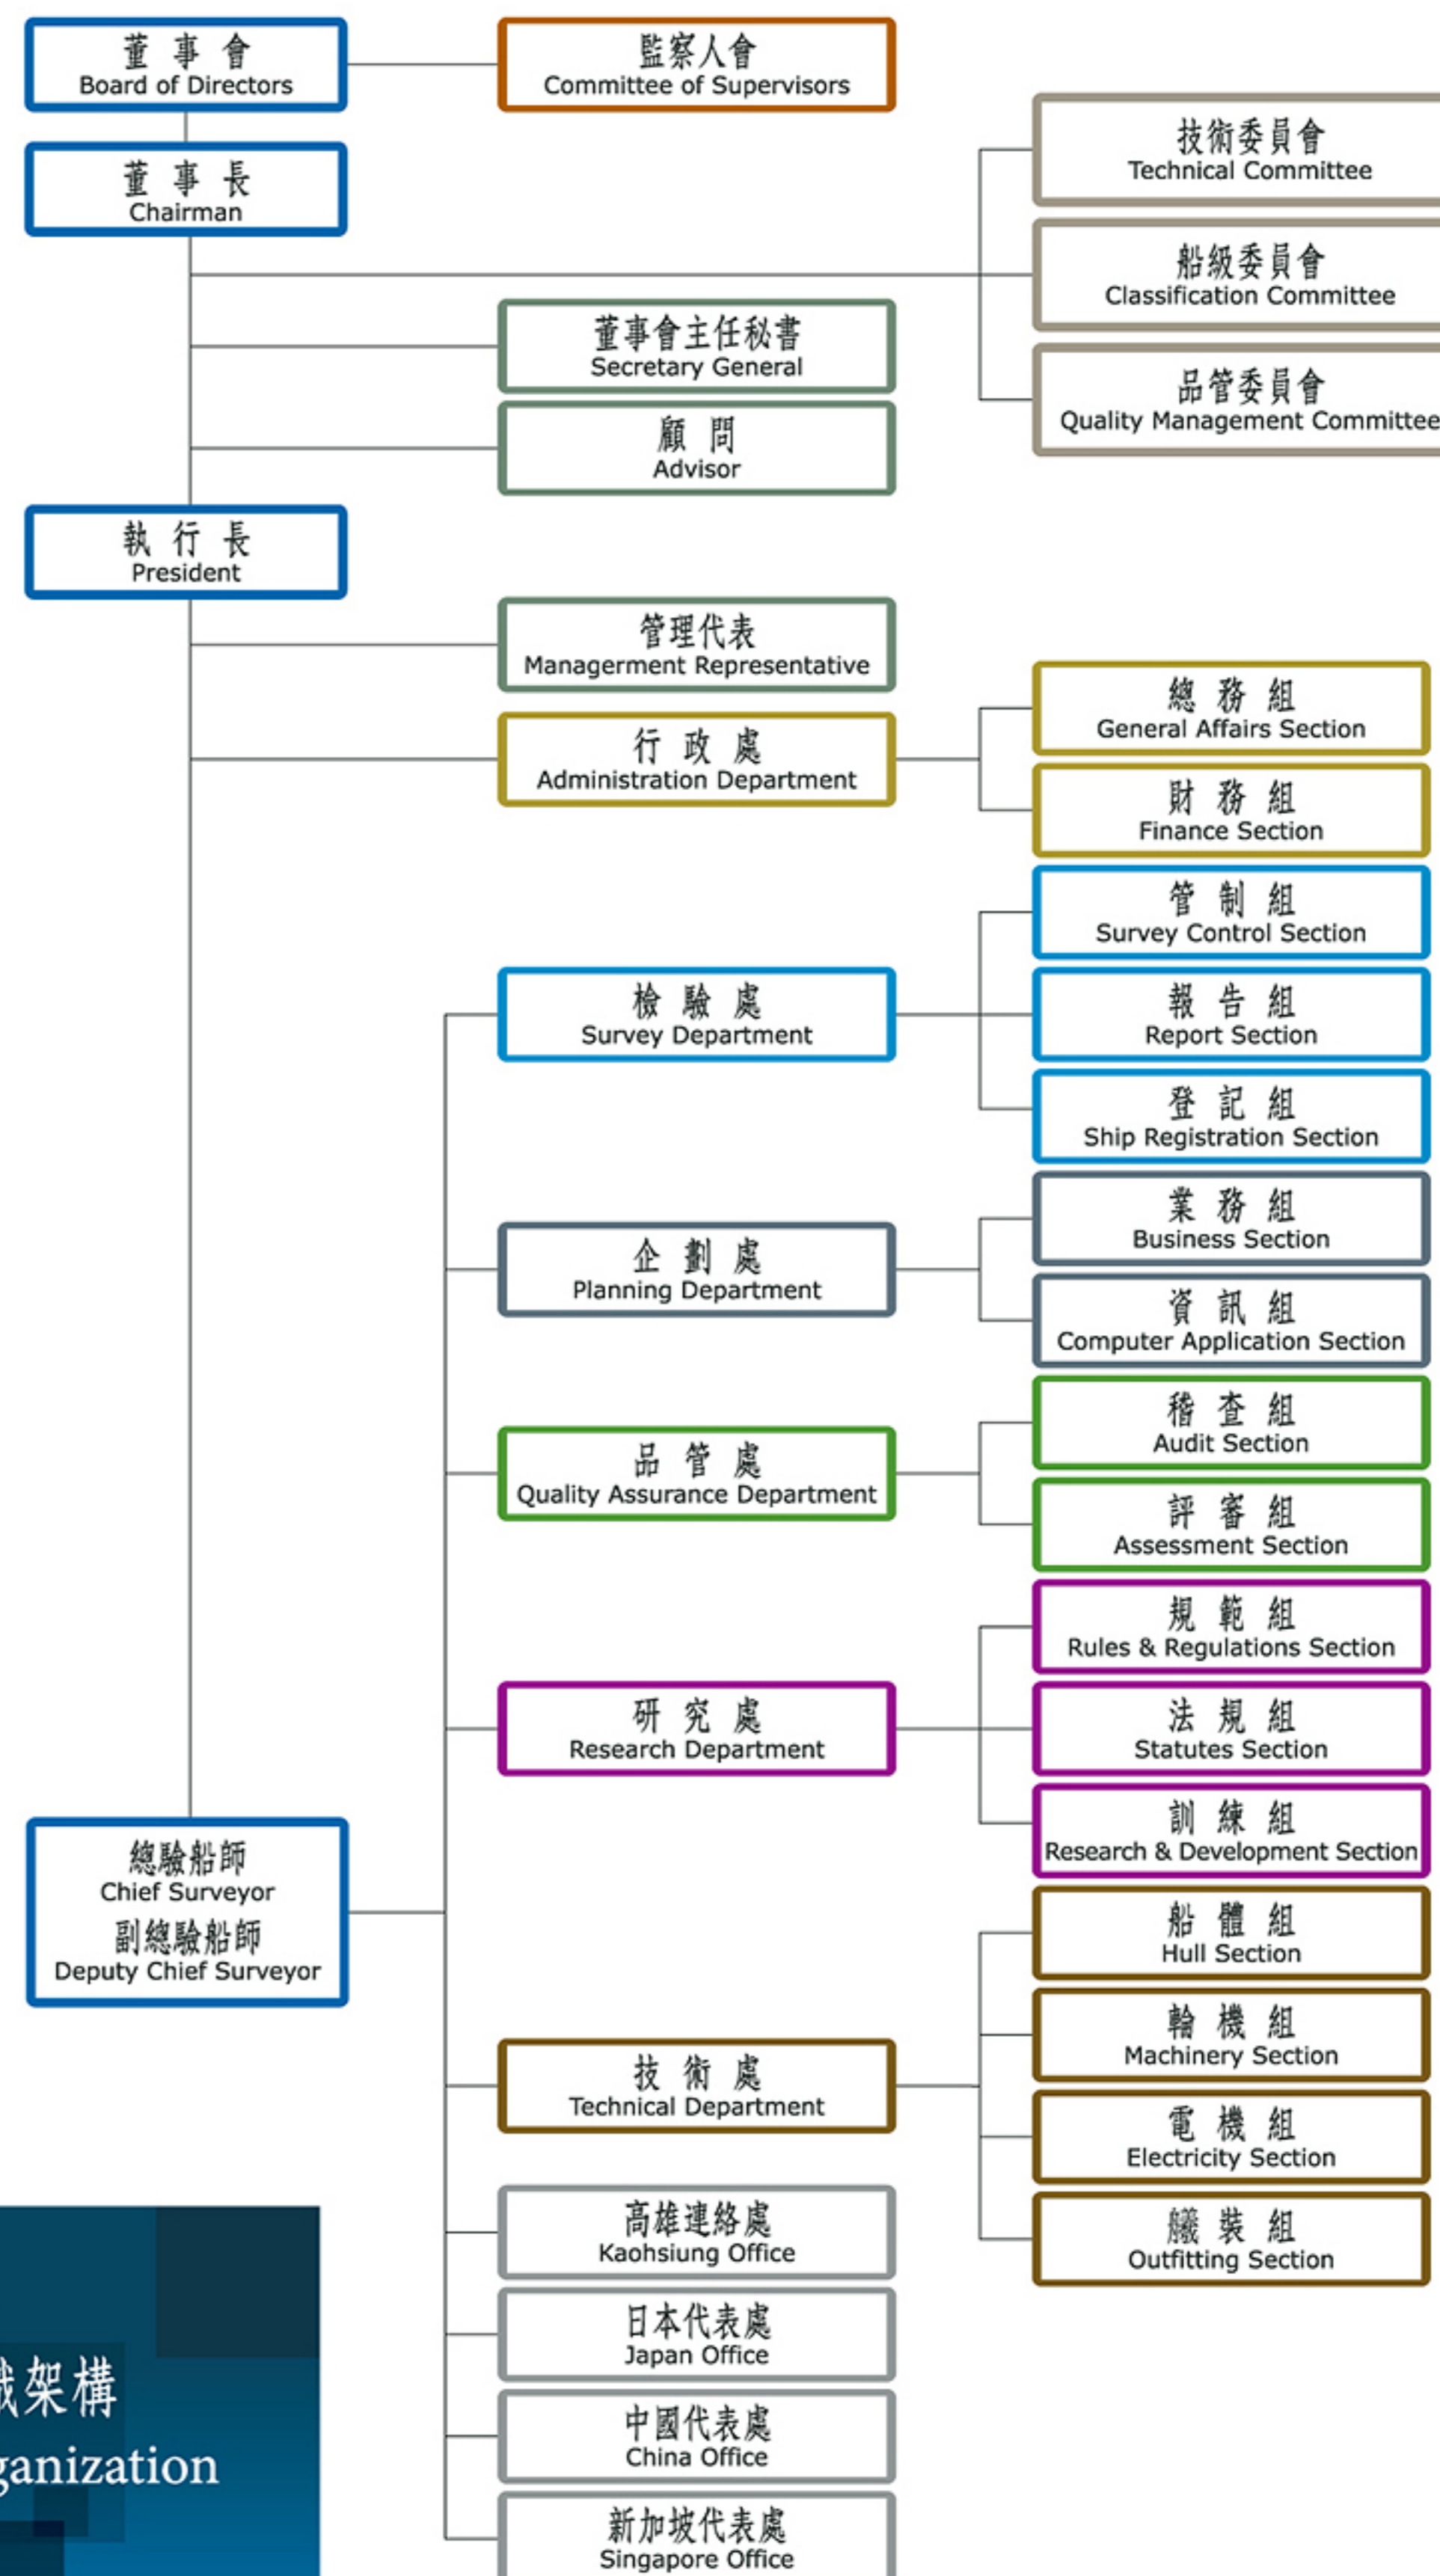 董事會
Board of Directors
監察人會
Committee of Supervisors
董事長
Chairman
技術委員會
Technical Committee
船級委員會
Classification Committee
品管委員會
Quality Management Committee
董事會主任秘書
Secretary General
顧問
Advisor
執行長
President
管理代表
Managerment Representative
行政處
Administration Department
總務組
General Affairs Section
財務組
Finance Section
檢驗處
Survey Department
管制組
Survey Control Section
報告組
Report Section
登記組
Ship Registration Section
企劃處
Planning Department
業務組
Business Section
資訊組
Computer Application Section
品管處
Quality Assurance Department
稽查組
Audit Section
評審組
Assessment Section
研究處
Research Department
規範組
Rules & Regulations Section
法規組
Statutes Section
訓練組
Research & Development Section
總驗船師
Chief Surveyor
副總驗船師
Deputy Chief Surveyor
技術處
Technical Department
船體組
Hull Section
輪機組
Machinery Section
電機組
Electricity Section
艤裝組
Outfitting Section
高雄連絡處
Kaohsiung Office
日本代表處
Japan Office
中國代表處
China Office
新加坡代表處
Singapore Office
架構
ganization